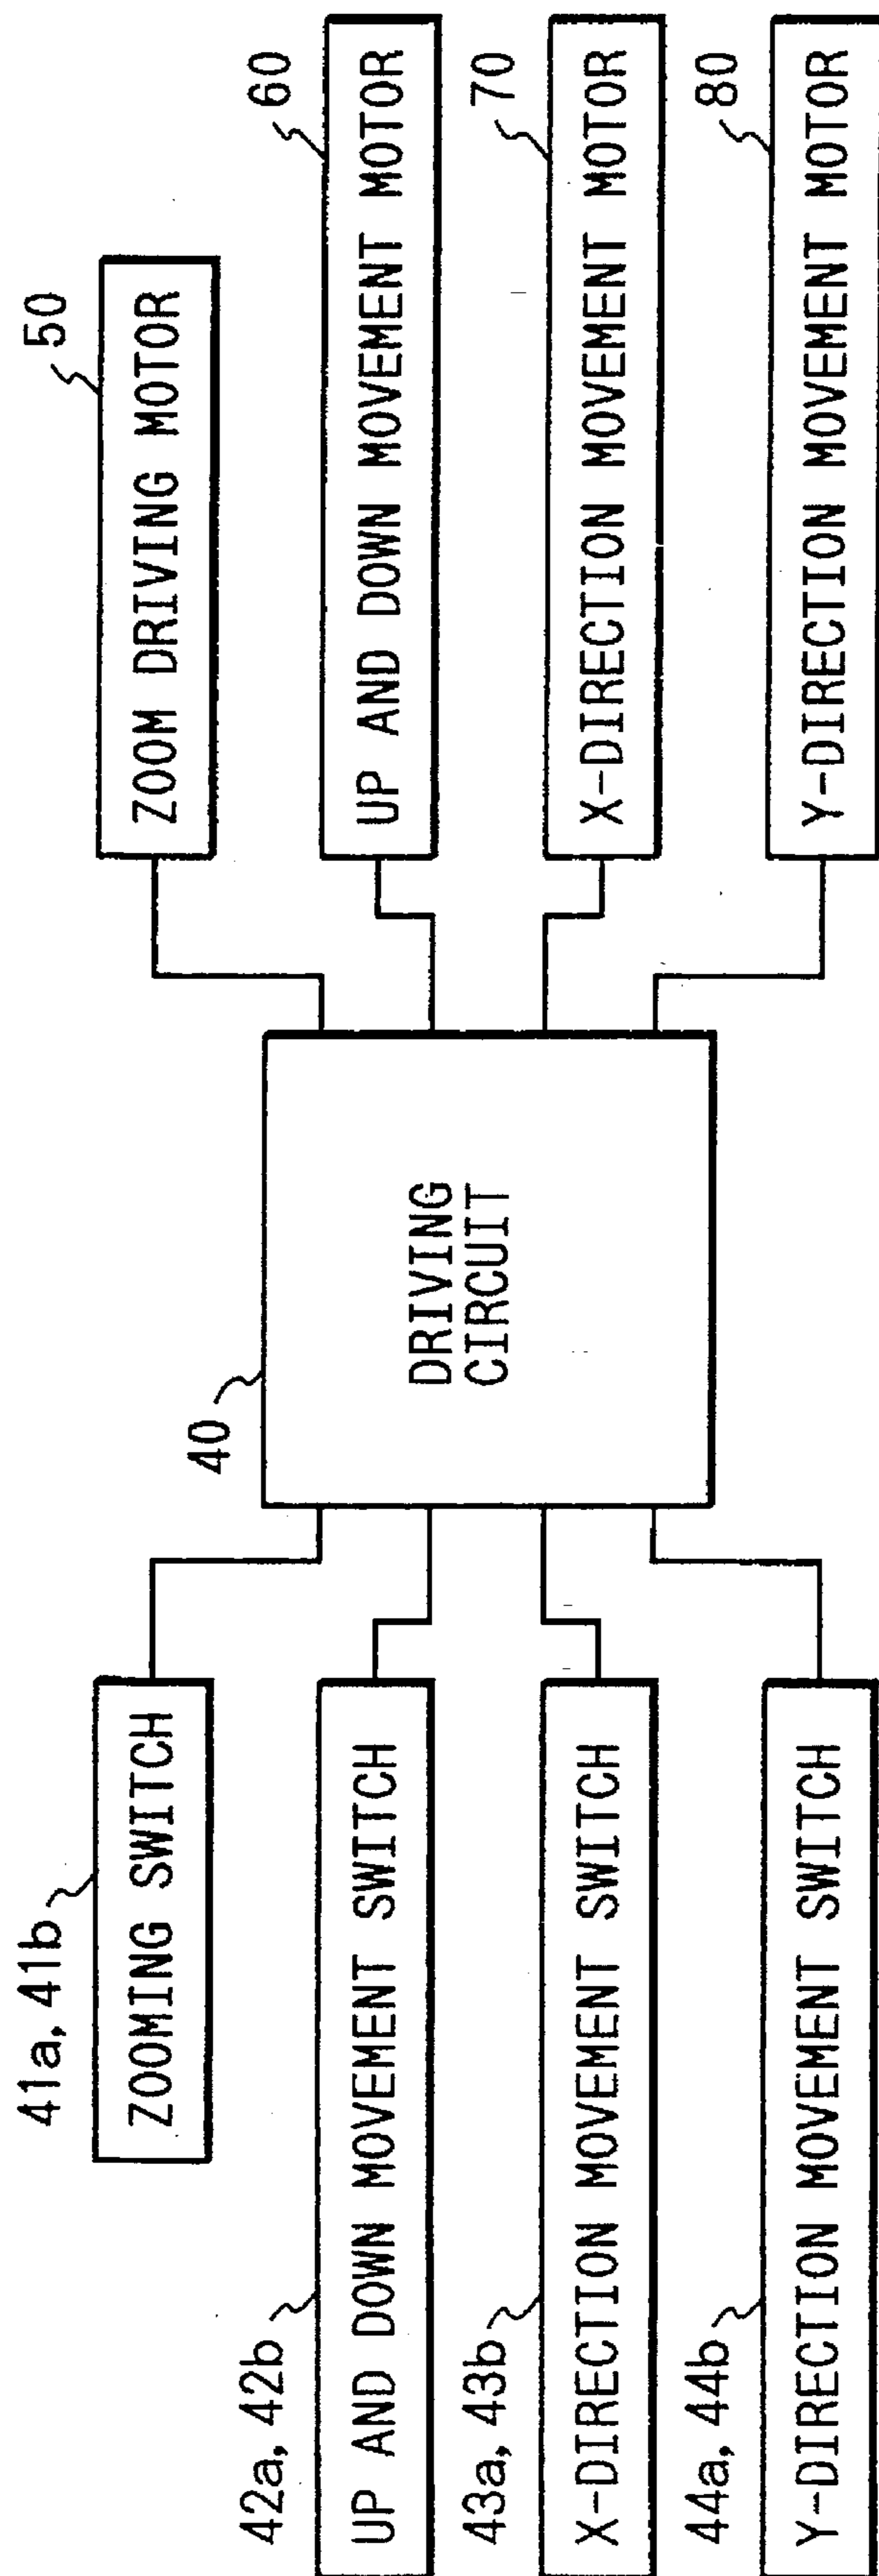 41a, 41b
ZOOMING SWITCH
42a, 42b
UP AND DOWN MOVEMENT SWITCH
43a, 43b
X-DIRECTION MOVEMENT SWITCH
44a, 44b
Y-DIRECTION MOVEMENT SWITCH
40
DRIVING
CIRCUIT
50
ZOOM DRIVING MOTOR
60
UP AND DOWN MOVEMENT MOTOR
70
X-DIRECTION MOVEMENT MOTOR
80
Y-DIRECTION MOVEMENT MOTOR